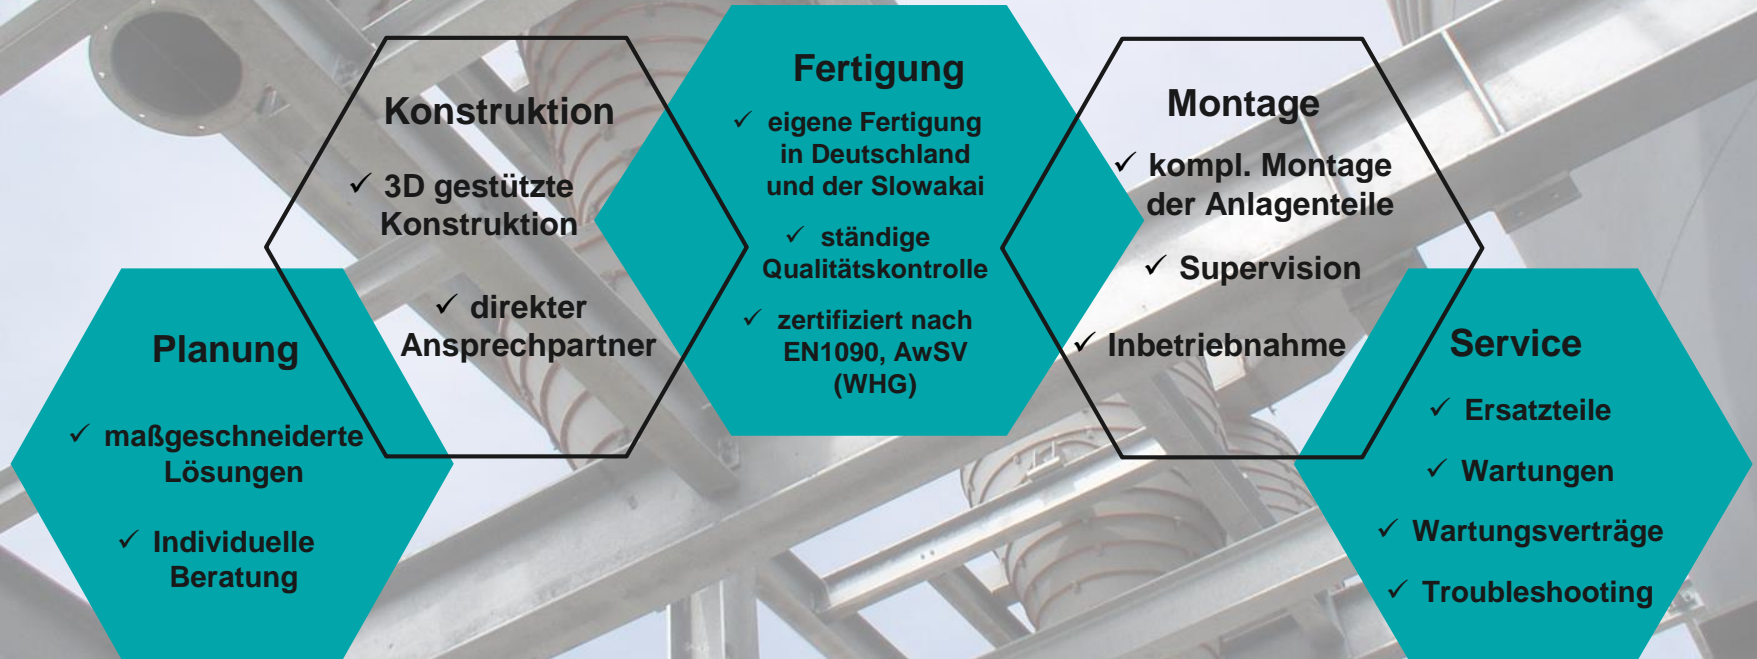 Planung
✓ maßgeschneiderte
Lösungen
✓ Individuelle
Beratung
Konstruktion
✓ 3D gestützte
Konstruktion
✓ direkter
Ansprechpartner
Fertigung
✓ eigene Fertigung
in Deutschland
und der Slowakai
✓ ständige
Qualitätskontrolle
✓ zertifiziert nach
EN1090, AwSV
(WHG)
Montage
✓ kompl. Montage
der Anlagenteile
✓ Supervision
✓ Inbetriebnahme
Service
✓ Ersatzteile
✓ Wartungen
✓ Wartungsverträge
✓ Troubleshooting